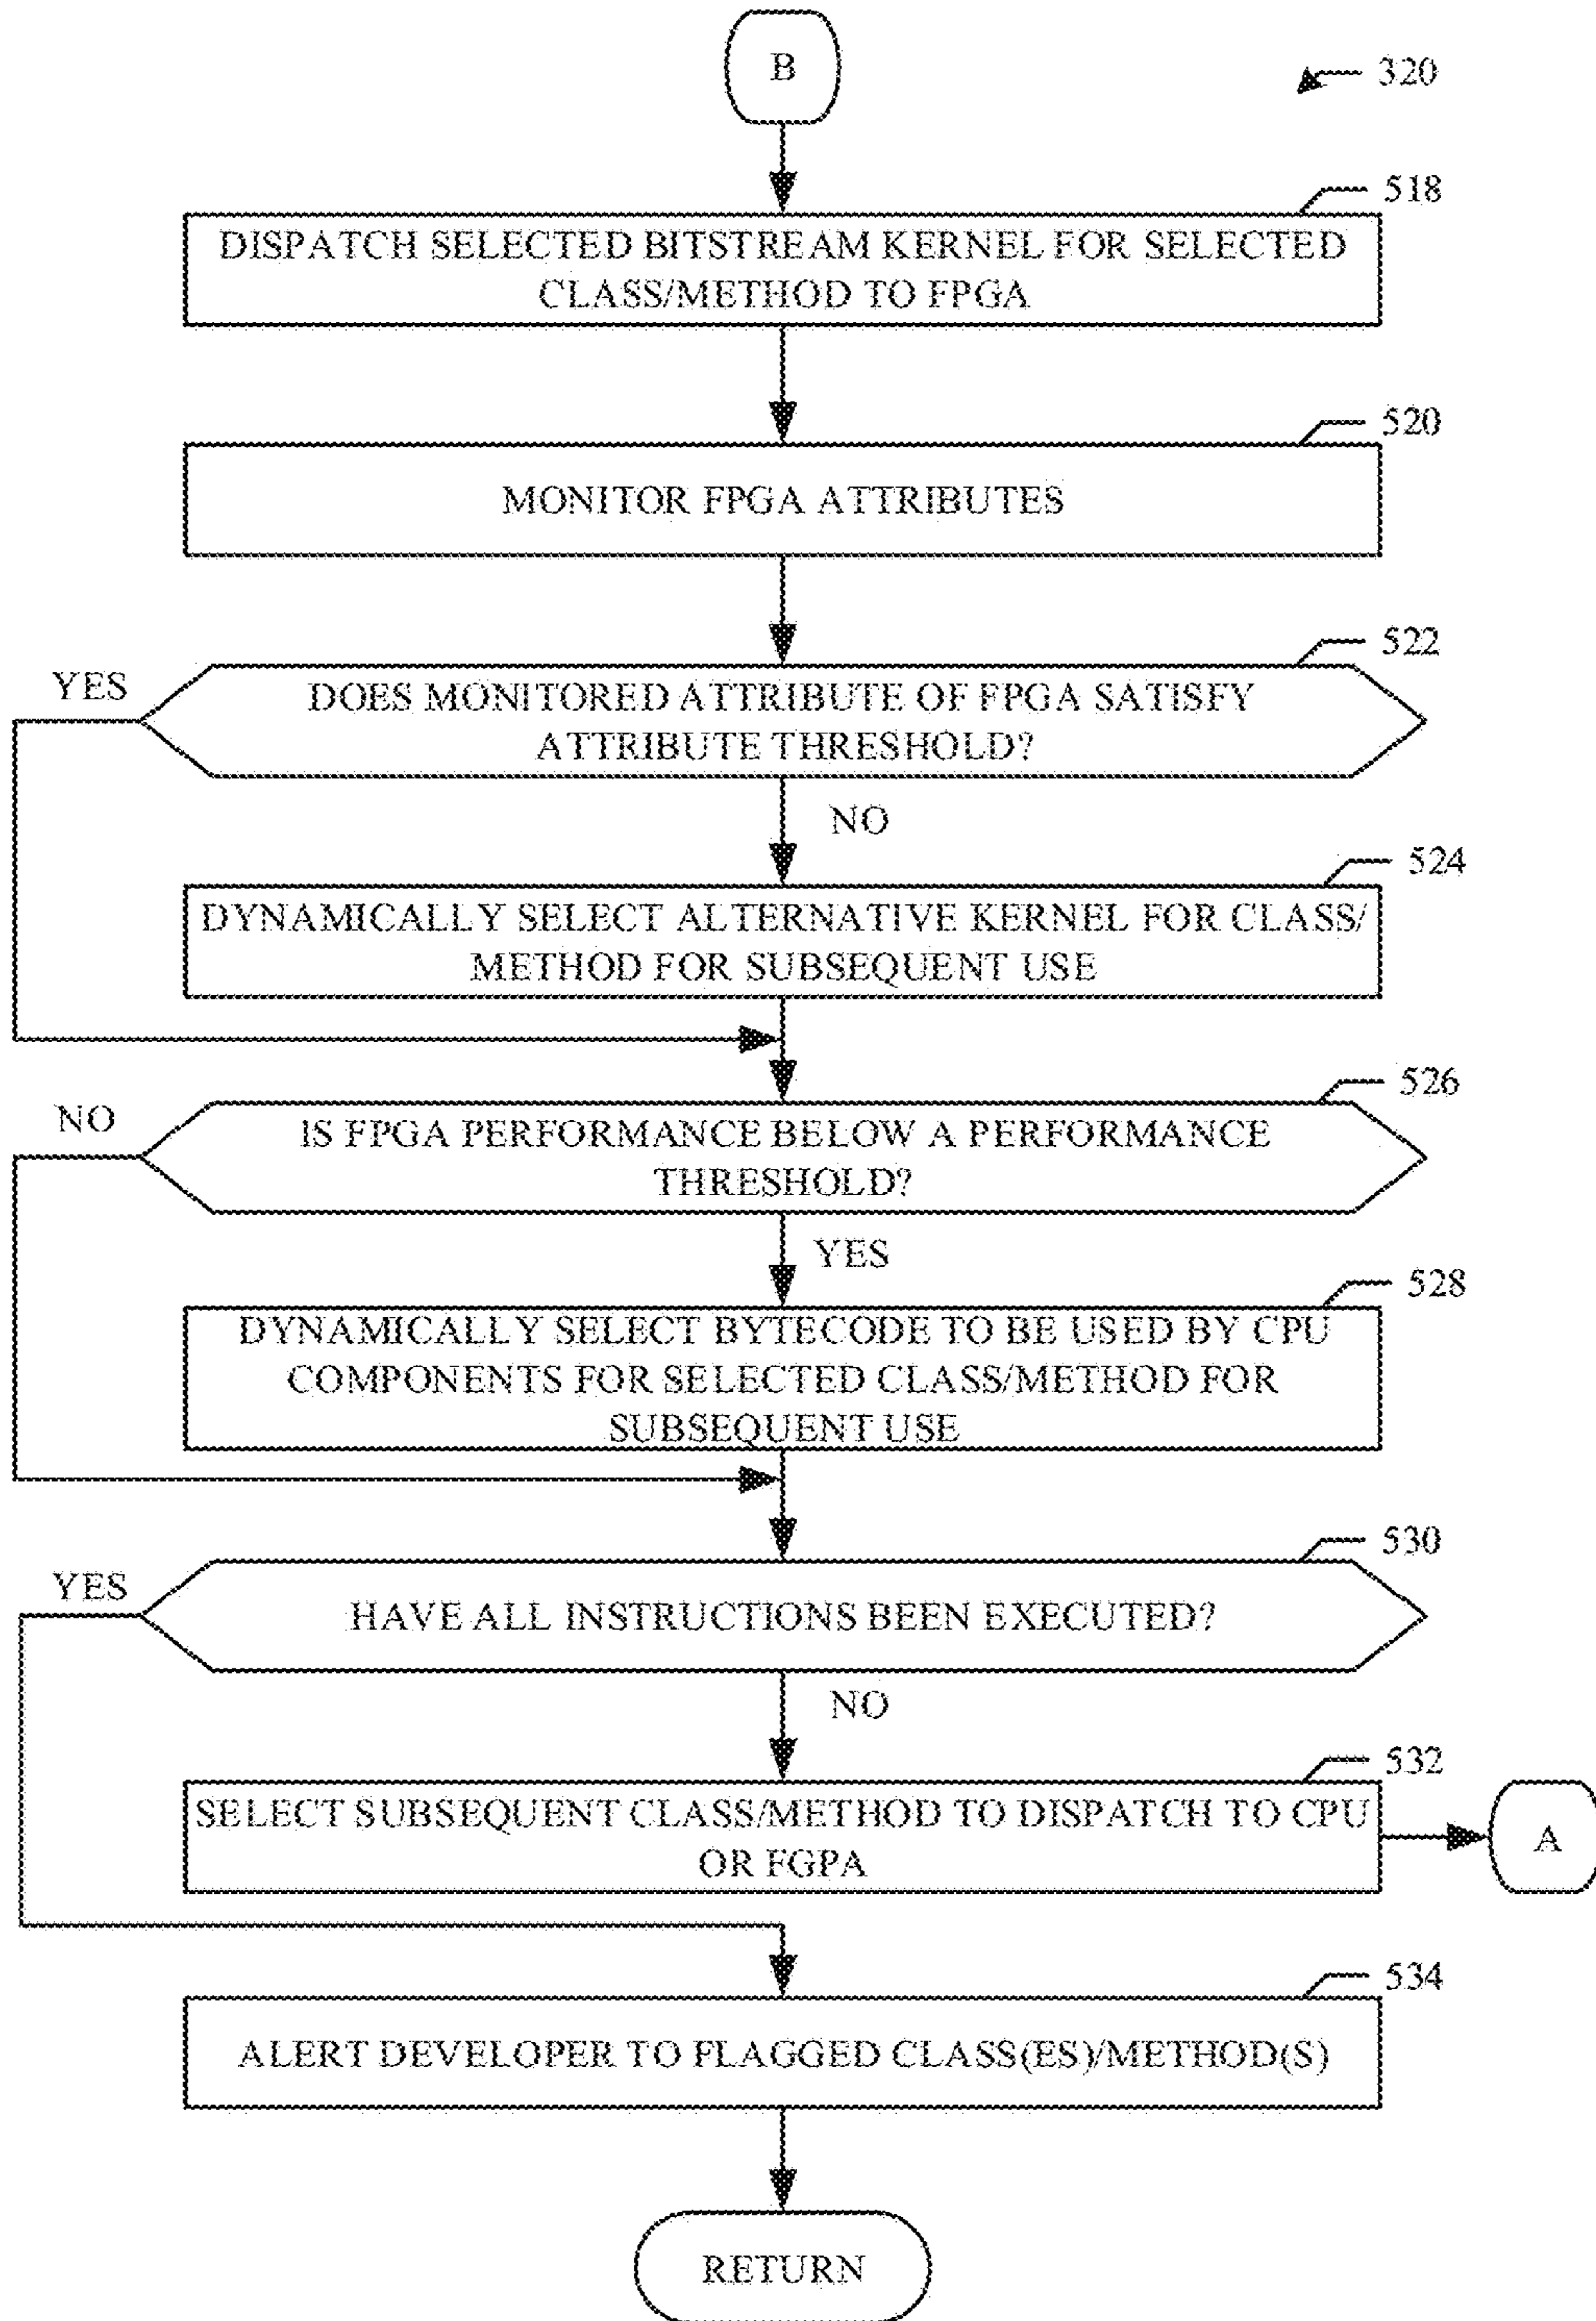 B
320
518
DISPATCH SELECTED BITSTREAM KERNEL FOR SELECTED
CLASS/METHOD TO FPGA
520
MONITOR FPGA ATTRIBUTES
522
YES
DOES MONITORED ATTRIBUTE OF FPGA SATISFY
ATTRIBUTE THRESHOLD?
NO
524
DYNAMICALLY SELECT ALTERNATIVE KERNEL FOR CLASS/
METHOD FOR SUBSEQUENT USE
526
NO
IS FPGA PERFORMANCE BELOW A PERFORMANCE
THRESHOLD?
YES
528
DYNAMICALLY SELECT BYTECODE TO BE USED BY CPU
COMPONENTS FOR SELECTED CLASS/METHOD FOR
SUBSEQUENT USE
530
YES
HAVE ALL INSTRUCTIONS BEEN EXECUTED?
NO
532
SELECT SUBSEQUENT CLASS/METHOD TO DISPATCH TO CPU
OR FGPA
A
534
ALERT DEVELOPER TO FLAGGED CLASS(ES)/METHOD(S)
RETURN